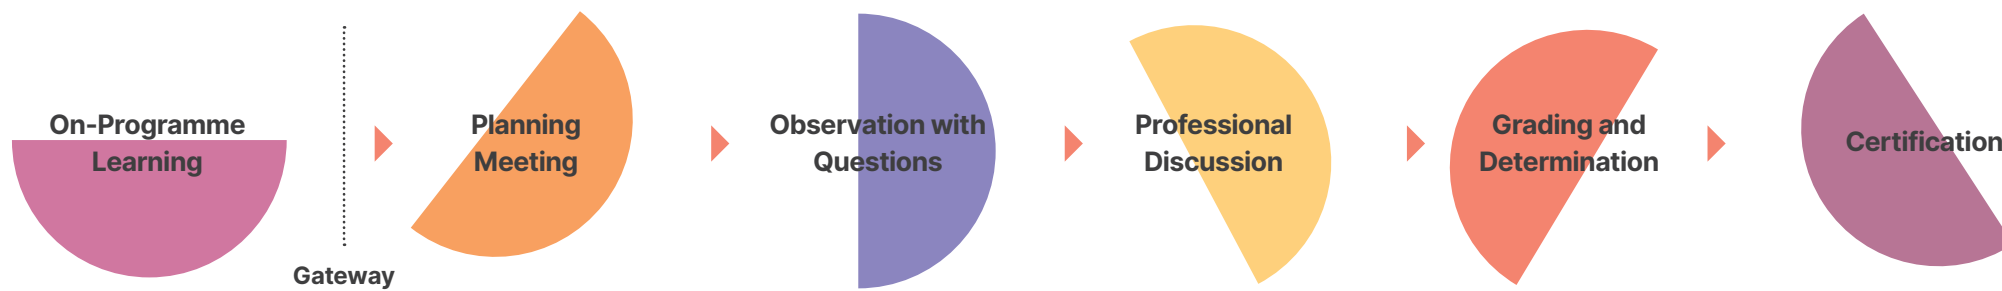 On-Programme
Learning
Gateway
Planning
Meeting
Observation with
Questions
Professional
Discussion
Grading and
Determination
Certification